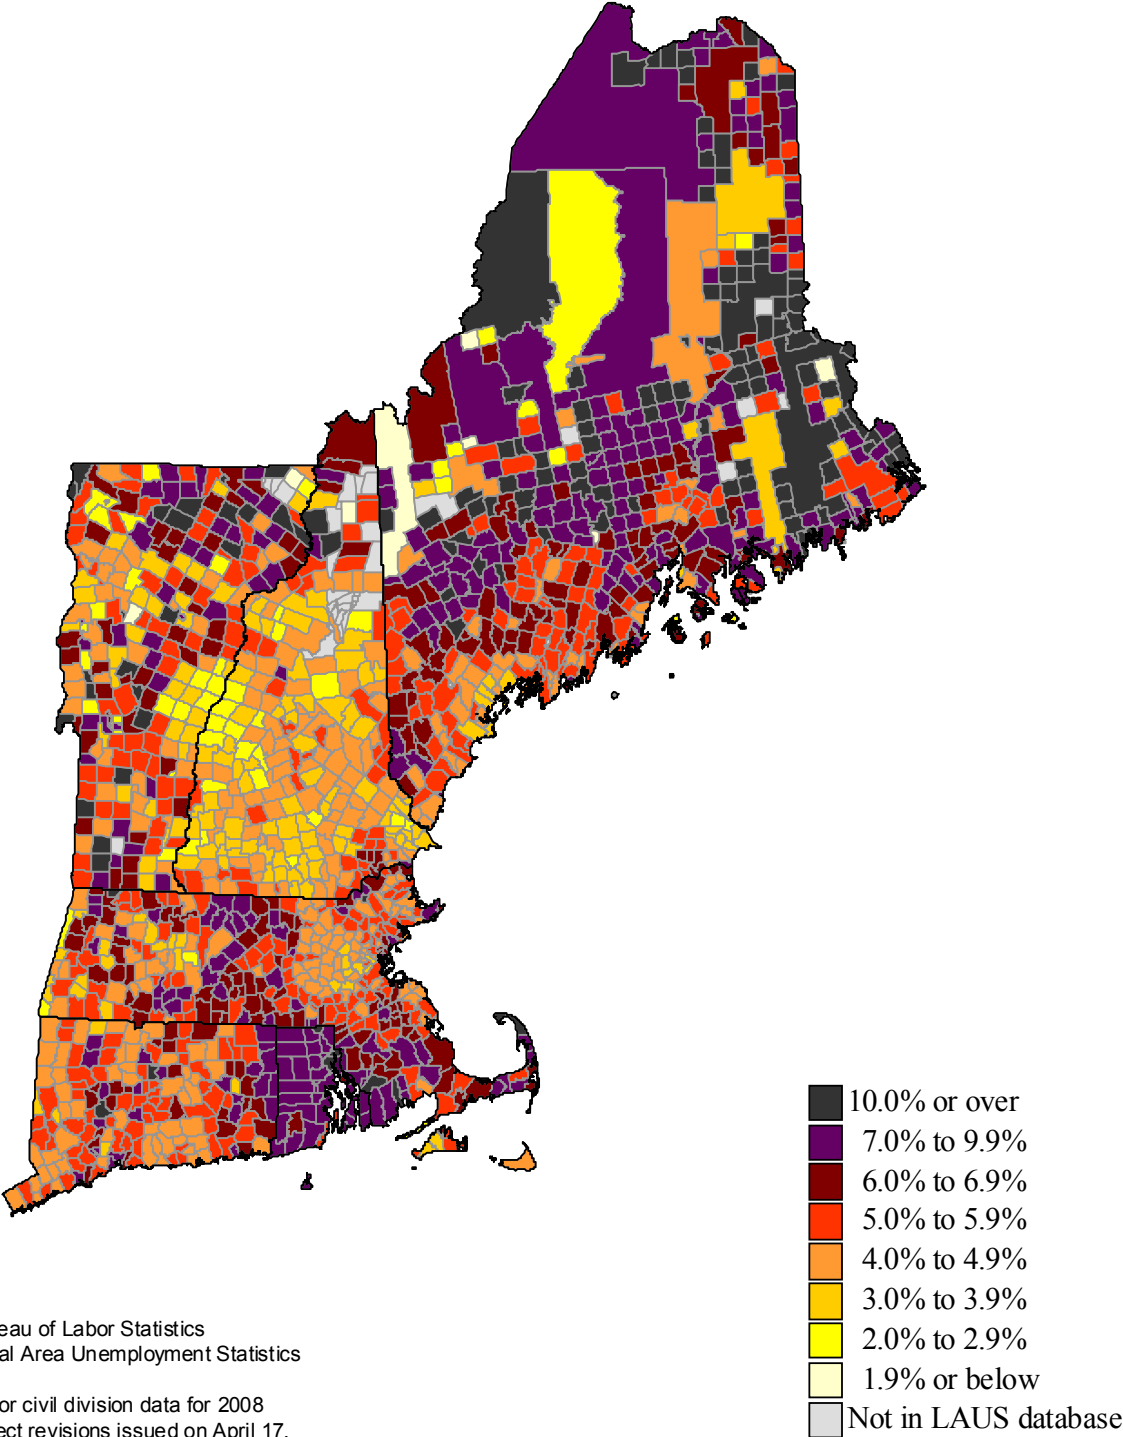 10.0% or over
7.0% to 9.9%
6.0% to 6.9%
5.0% to 5.9%
4.0% to 4.9%
3.0% to 3.9%
2.0% to 2.9%
1.9% or below
Not in LAUS database
eau of Labor Statistics
al Area Unemployment Statistics
or civil division data for 2008
ect revisions issued on April 17,